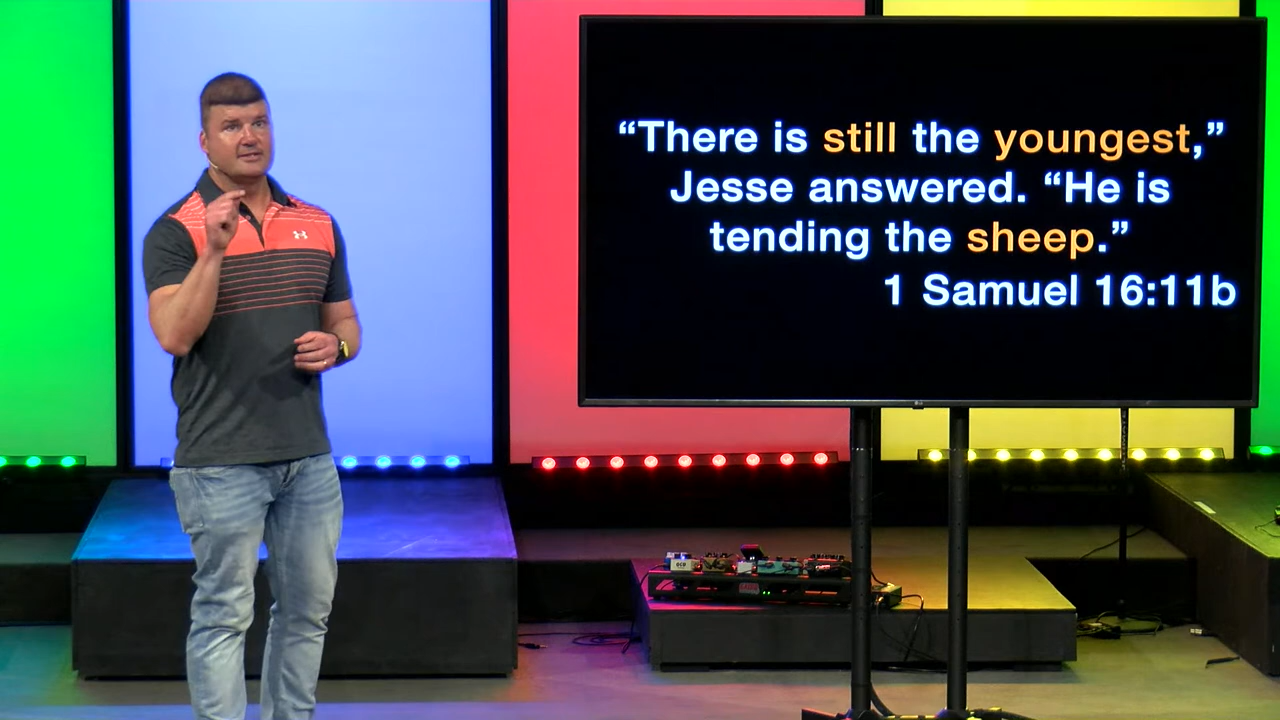 “There is still the youngest,”
Jesse answered. “He is
tending the sheep.”
1 Samuel 16:11b